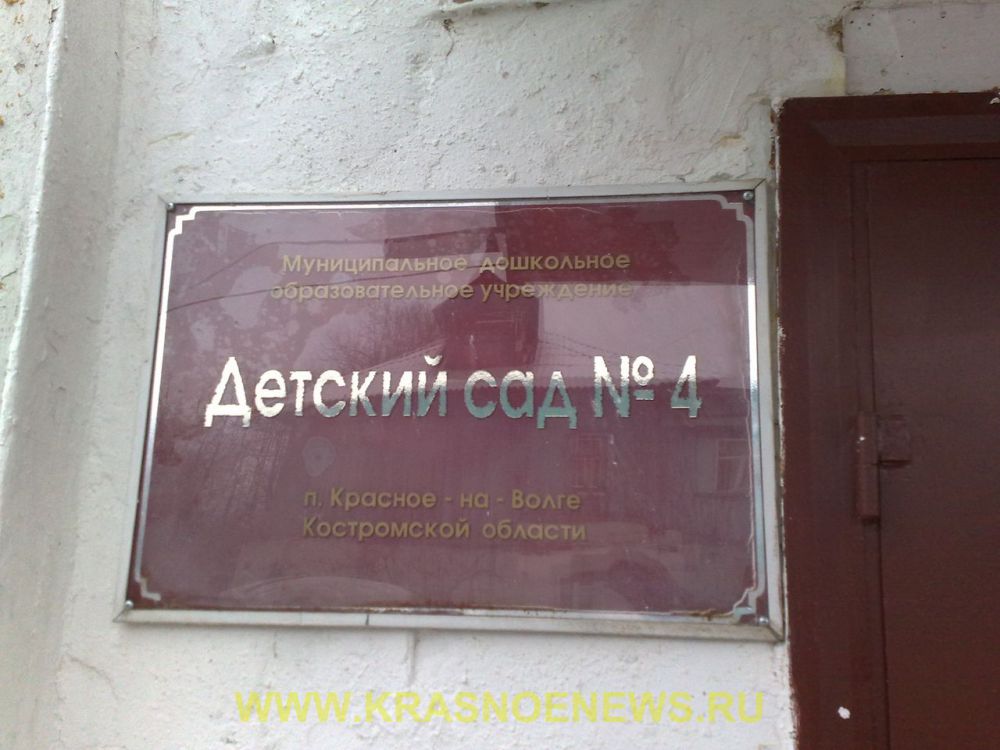 Муниципальное дошкольное
образовательное учреждение
Детский сад № 4
п. Красное - на - Волге
Костромской области
WWW.KRASNOENEWS.RU